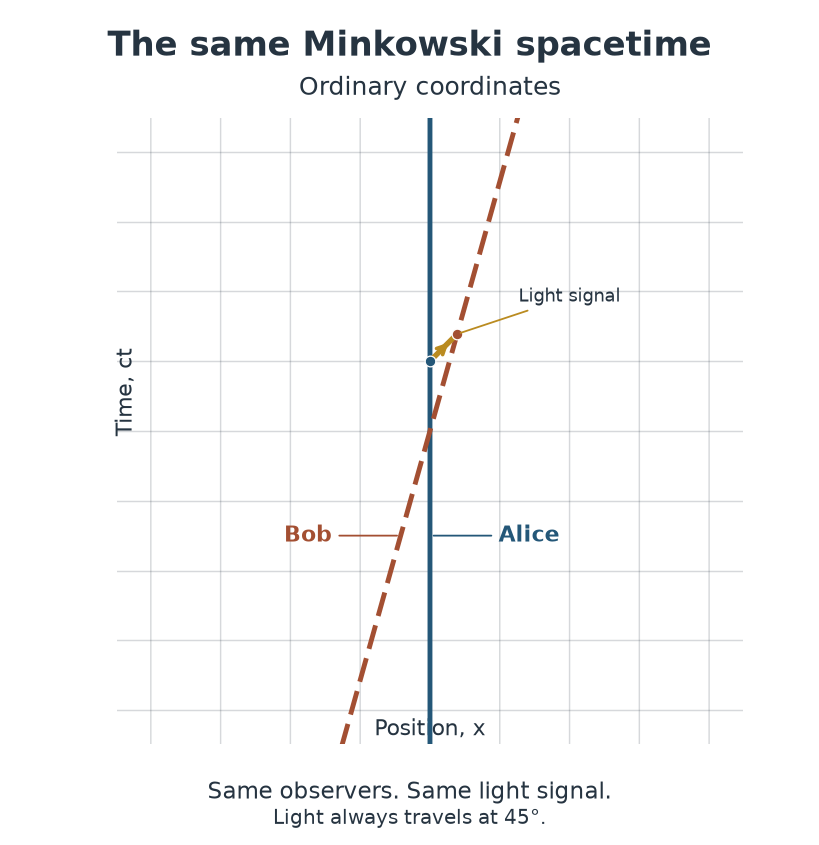 The same Minkowski spacetime
Ordinary coordinates
Light signal
Time, ct
Bob
Alice
Position, x
Same observers. Same light signal.
Light always travels at 45°.